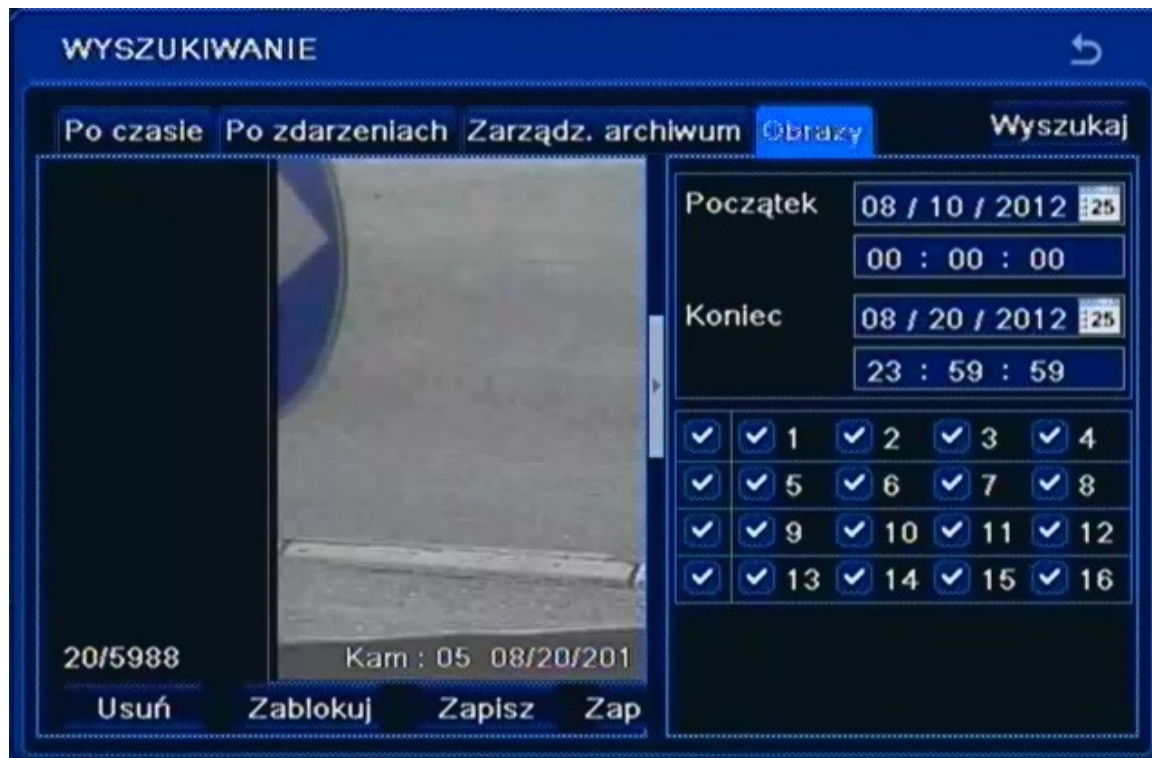 WYSZUKIWANIE
Po czasie Po zdarzeniach Zarządz. archiwum Obrazy Wyszukaj
Początek 08 / 10 / 2012 25
00 : 00 : 00
Koniec 08 / 20 / 2012 25
23 : 59 : 59
1 2 3 4
5 6 7 8
9 10 11 12
13 14 15 16
20/5988 Kam : 05 08/20/201
Usuń Zablokuj Zapisz Zap